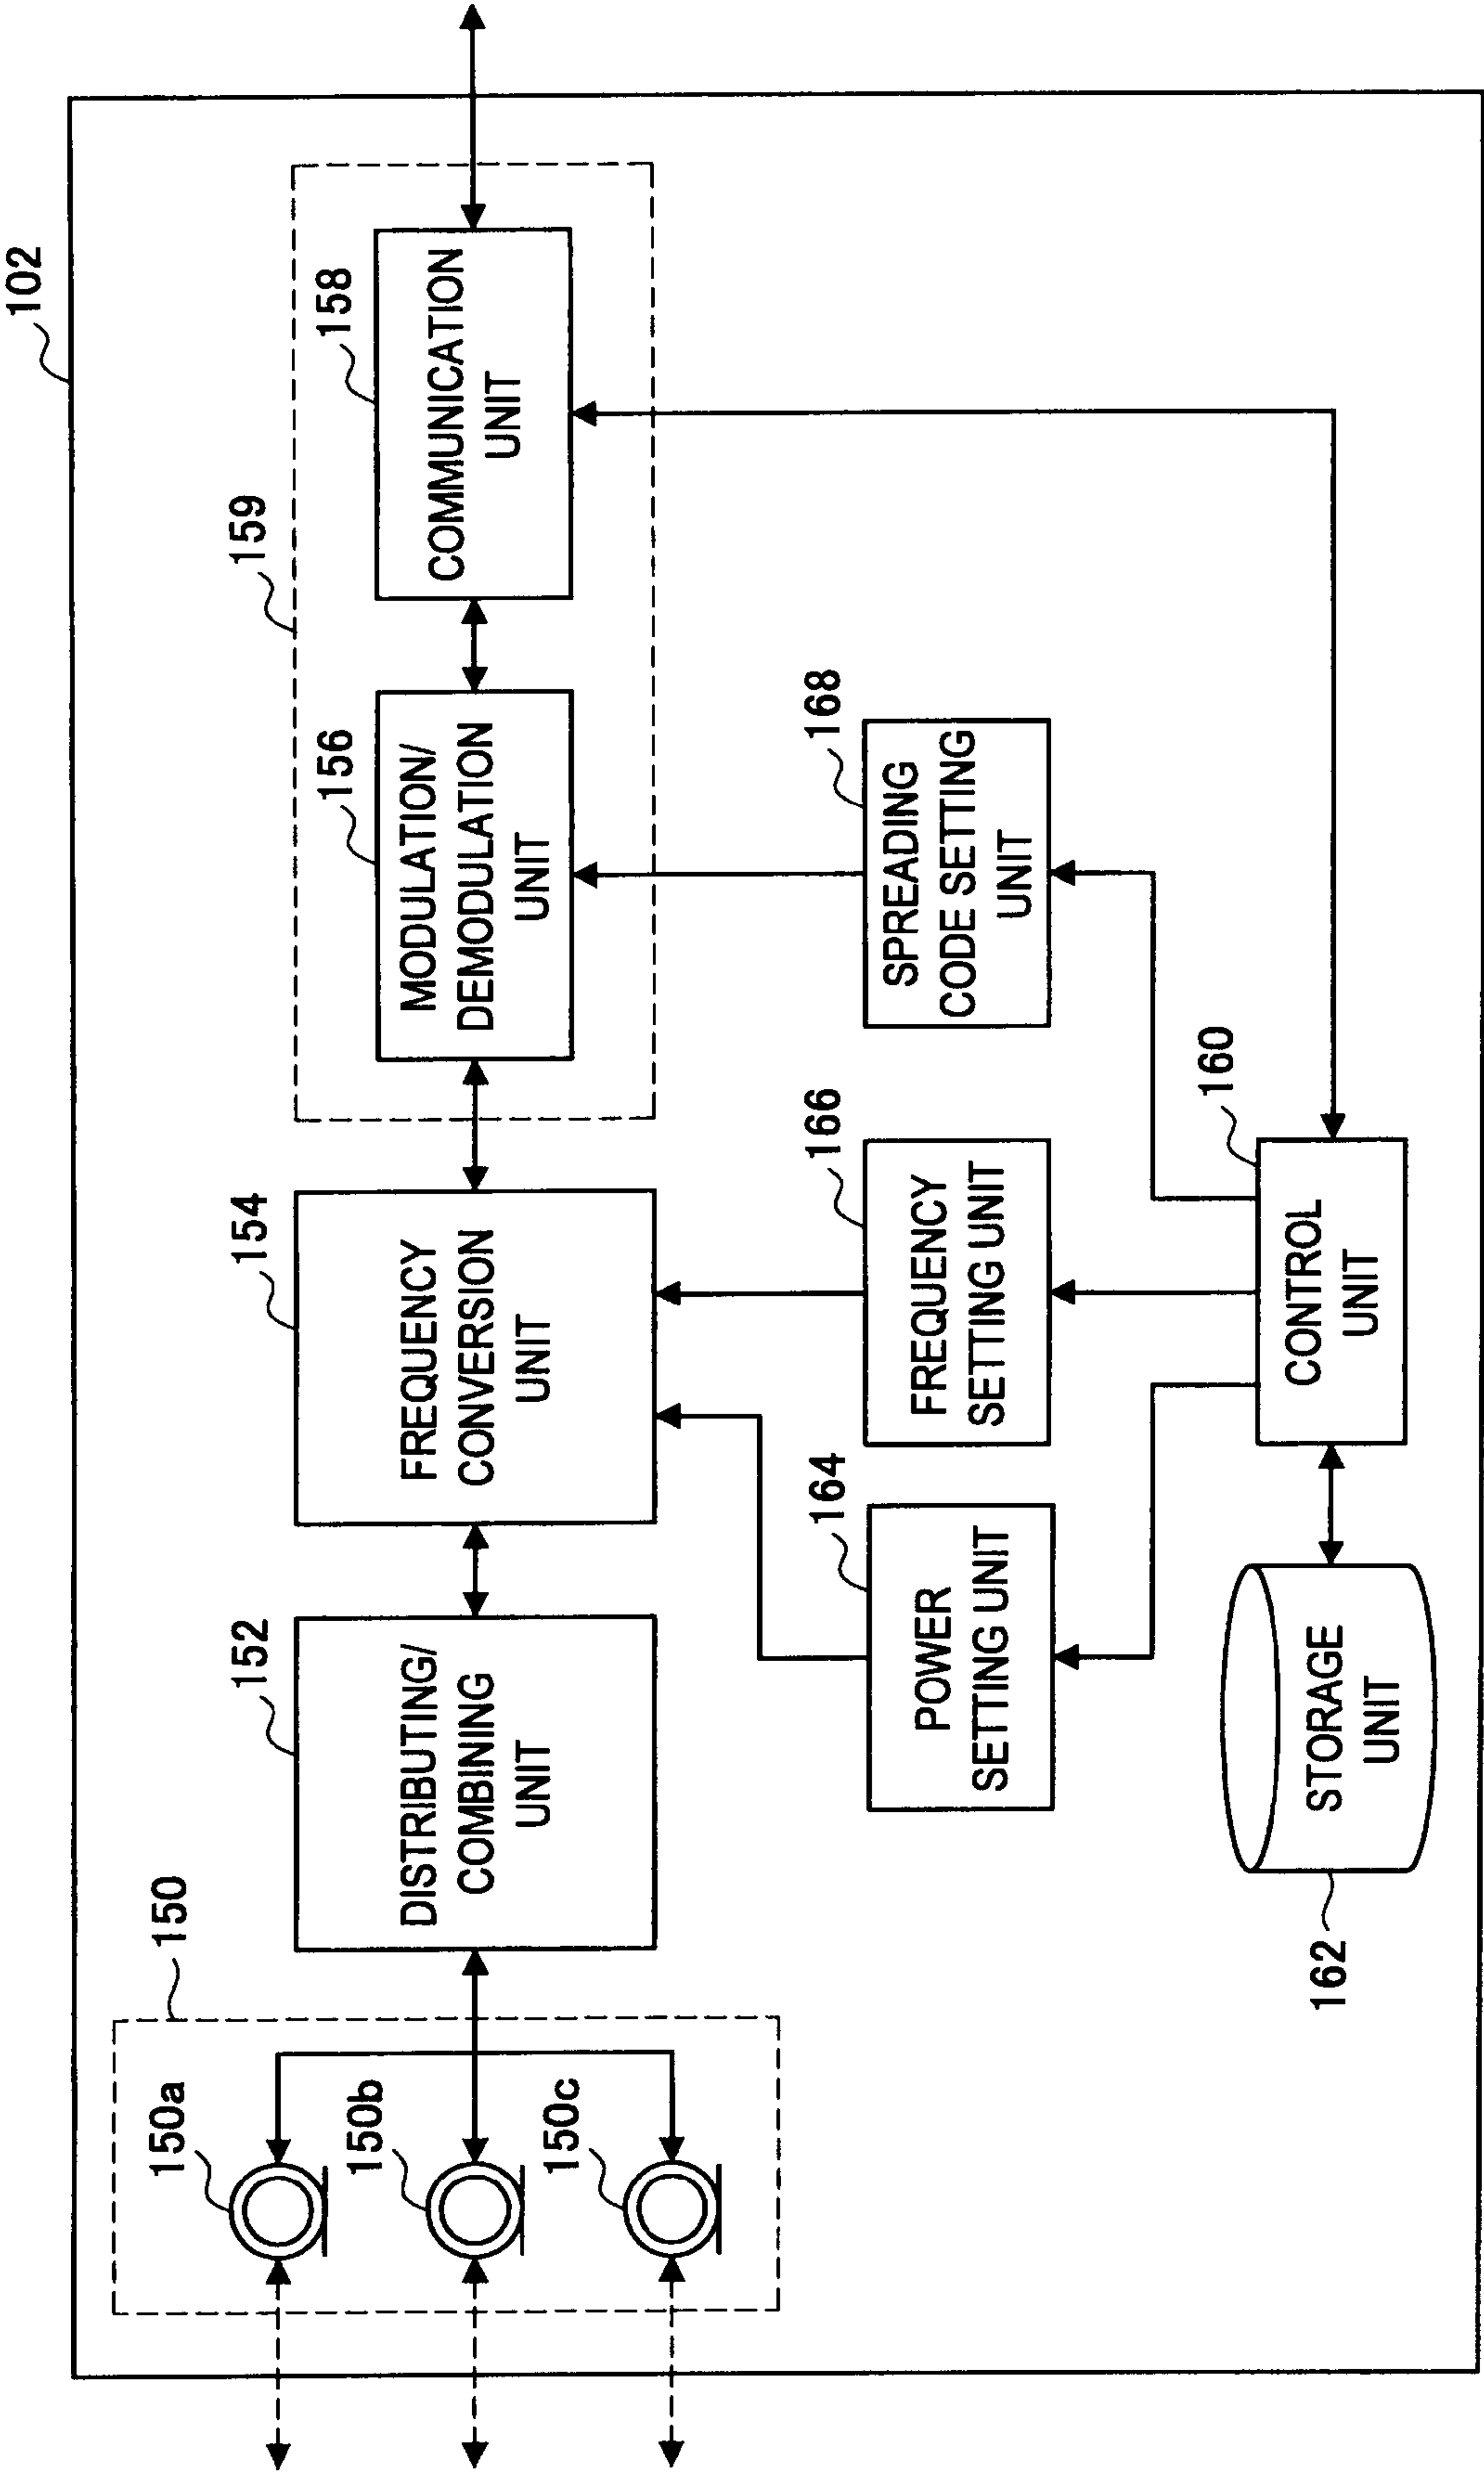 102
159
158
COMMUNICATION
UNIT
156
MODULATION/
DEMODULATION
UNIT
154
FREQUENCY
CONVERSION
UNIT
152
DISTRIBUTING/
COMBINING
UNIT
150
150a
150b
150c
168
SPREADING
CODE SETTING
UNIT
166
FREQUENCY
SETTING UNIT
164
POWER
SETTING UNIT
160
CONTROL
UNIT
STORAGE
UNIT
162